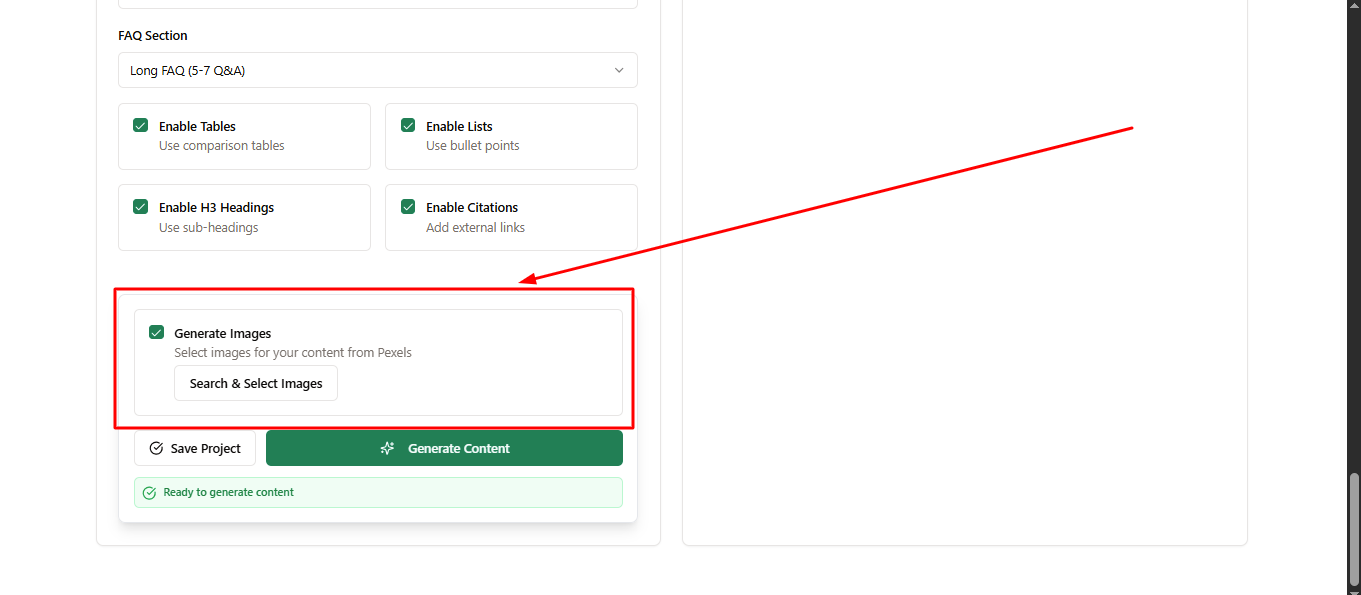 FAQ Section
Long FAQ (5-7 Q&A)
Enable Tables
Use comparison tables
Enable Lists
Use bullet points
Enable H3 Headings
Use sub-headings
Enable Citations
Add external links
Generate Images
Select images for your content from Pexels
Search & Select Images
Save Project
Generate Content
Ready to generate content